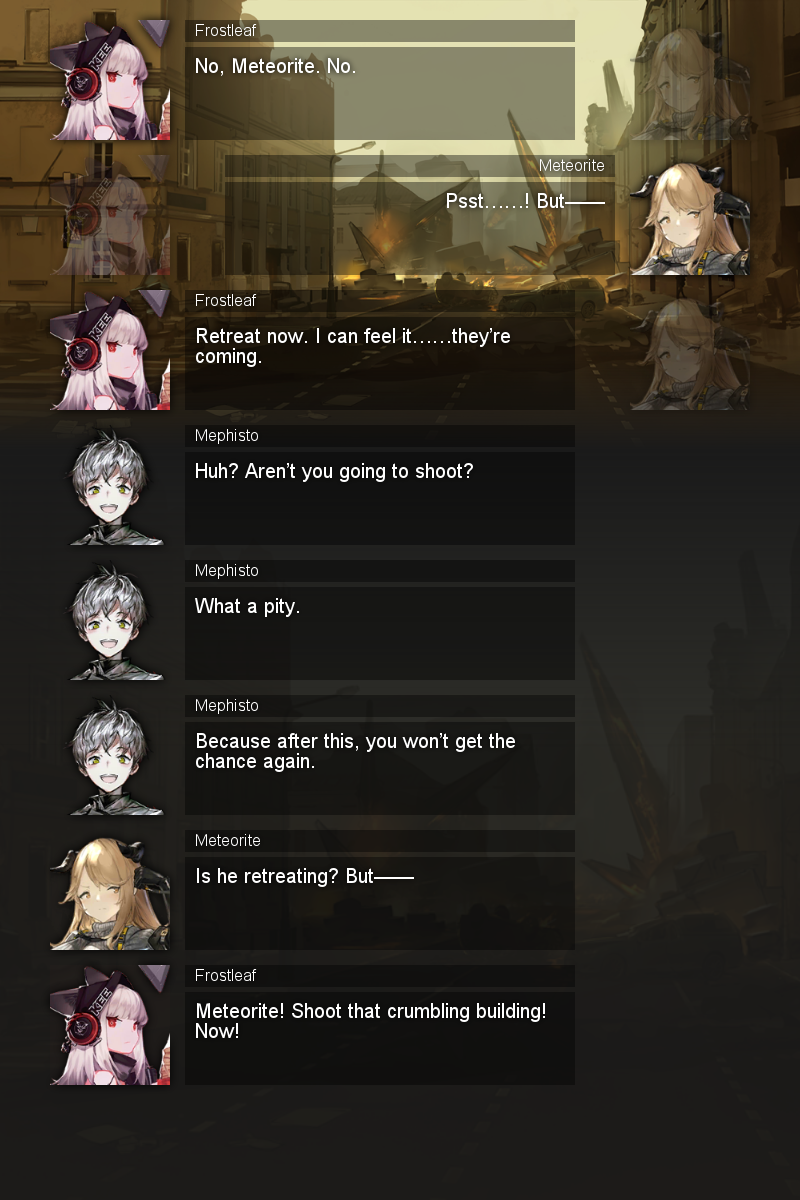 Frostleaf
No, Meteorite. No.
Meteorite
Psst……! But——
Frostleaf
Retreat now. I can feel it……they’re
coming.
Mephisto
Huh? Aren’t you going to shoot?
Mephisto
What a pity.
Mephisto
Because after this, you won’t get the
chance again.
Meteorite
Is he retreating? But——
Frostleaf
Meteorite! Shoot that crumbling building!
Now!